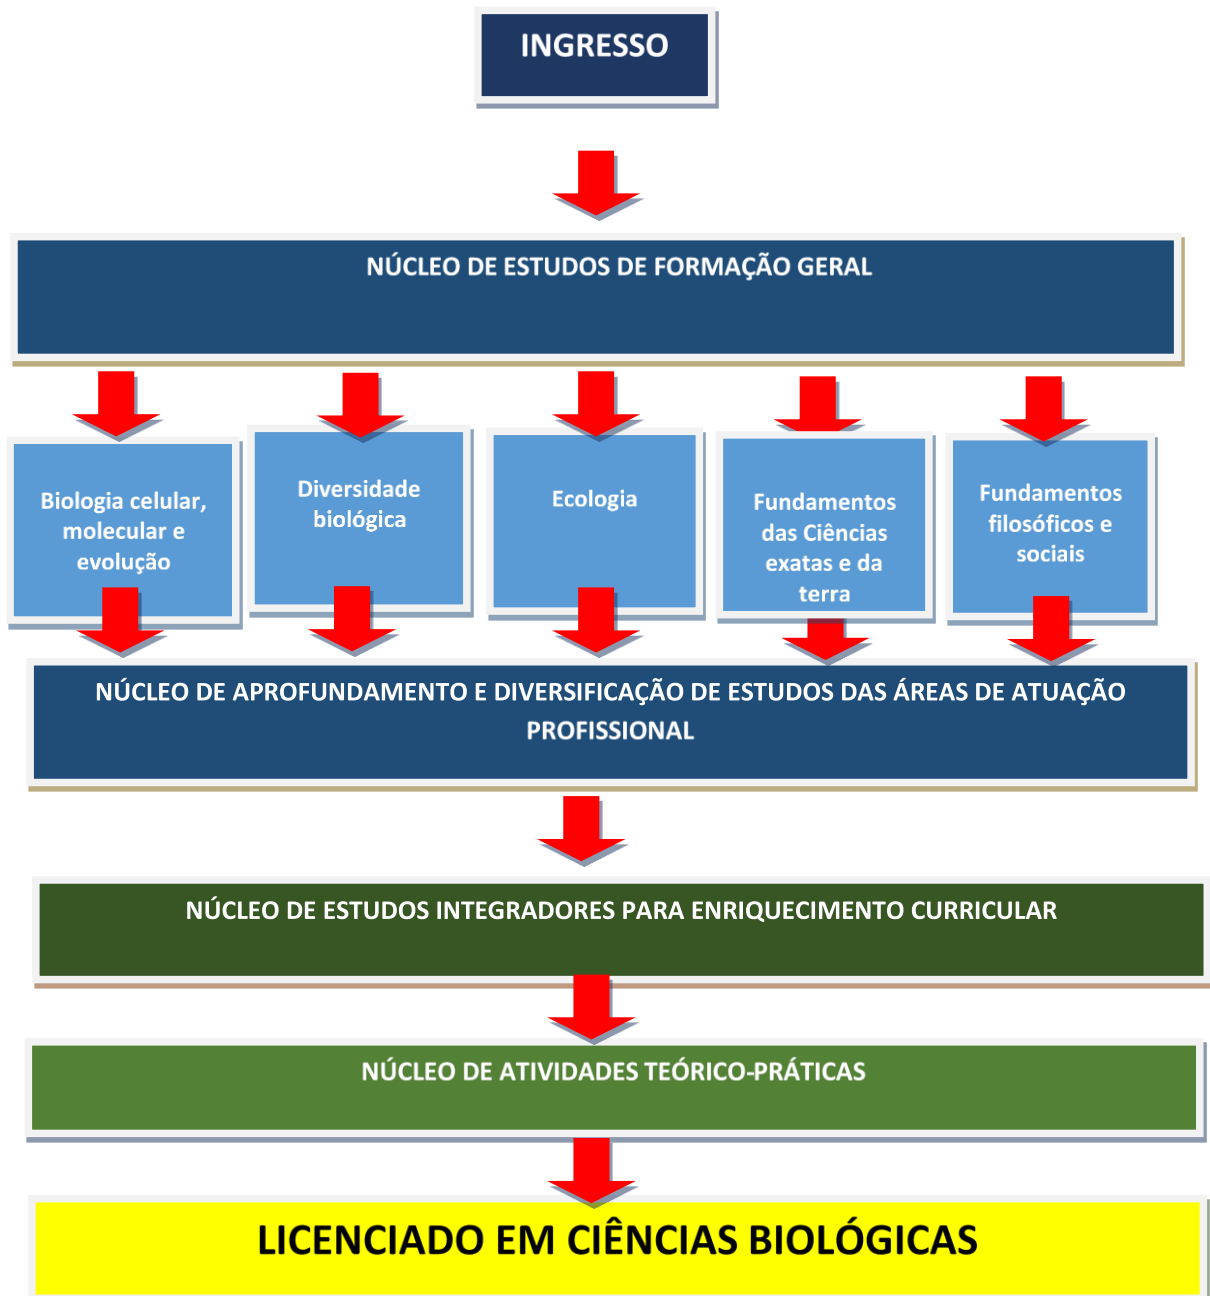 INGRESSO
NÚCLEO DE ESTUDOS DE FORMAÇÃO GERAL
Biologia celular,
molecular e
evolução
Diversidade
biológica
Ecologia
Fundamentos
das Ciências
exatas e da
terra
Fundamentos
filosóficos e
sociais
NÚCLEO DE APROFUNDAMENTO E DIVERSIFICAÇÃO DE ESTUDOS DAS ÁREAS DE ATUAÇÃO
PROFISSIONAL
NÚCLEO DE ESTUDOS INTEGRADORES PARA ENRIQUECIMENTO CURRICULAR
NÚCLEO DE ATIVIDADES TEÓRICO-PRÁTICAS
LICENCIADO EM CIÊNCIAS BIOLÓGICAS